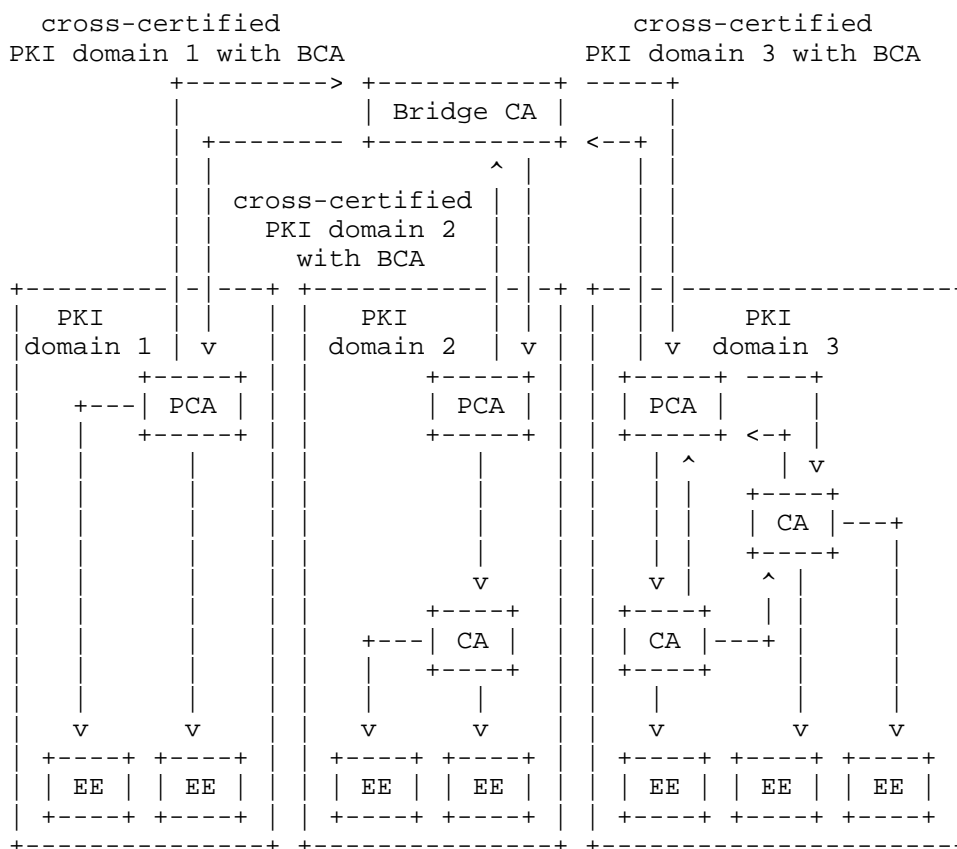 cross-certified cross-certified
PKI domain 1 with BCA PKI domain 3 with BCA
Bridge CA
cross-certified
PKI domain 2
with BCA
PKI PKI PKI
domain 1 domain 2 domain 3
PCA PCA PCA
CA
CA CA
EE EE EE EE EE EE EE